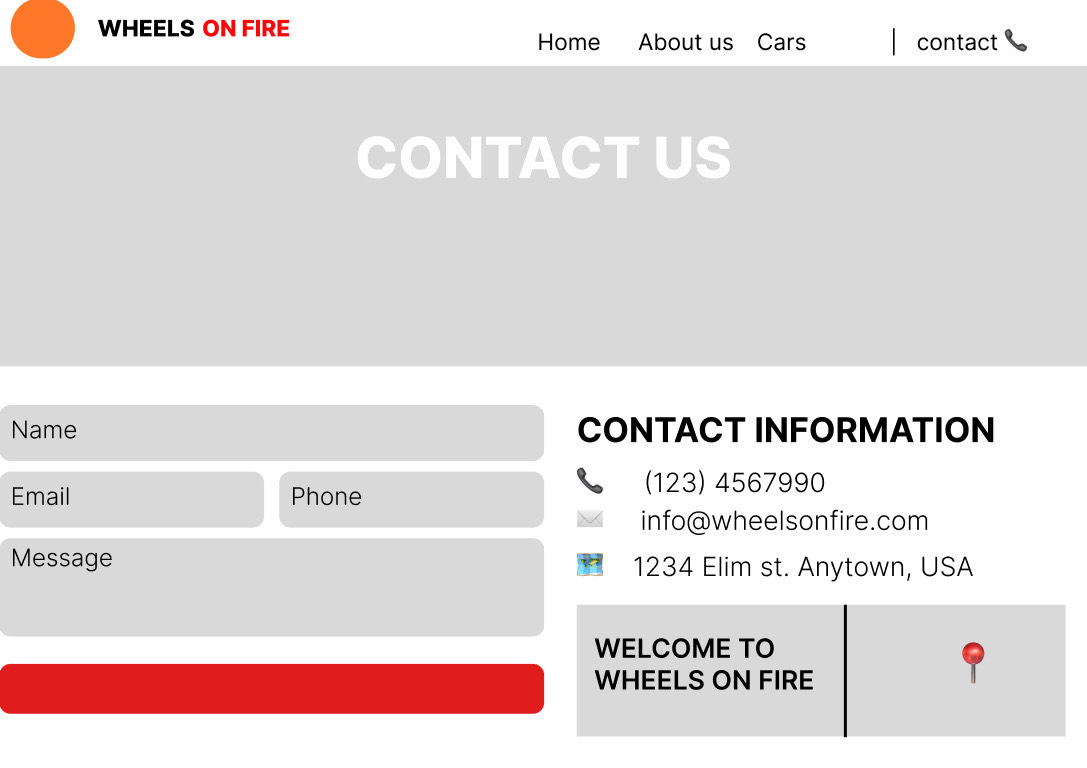 WHEELS ON FIRE
Home About us Cars | contact
CONTACT US
Name
Email Phone
Message
CONTACT INFORMATION
(123) 4567990
info@wheelsonfire.com
1234 Elim st. Anytown, USA
WELCOME TO
WHEELS ON FIRE